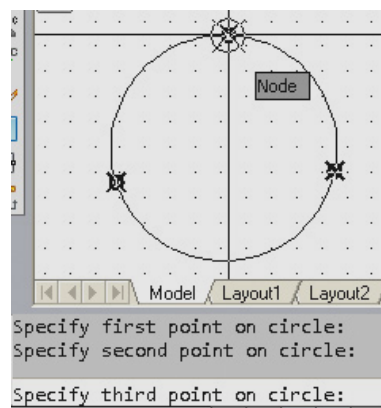 Node
Model Layout1 Layout2
Specify first point on circle:
Specify second point on circle:
Specify third point on circle: